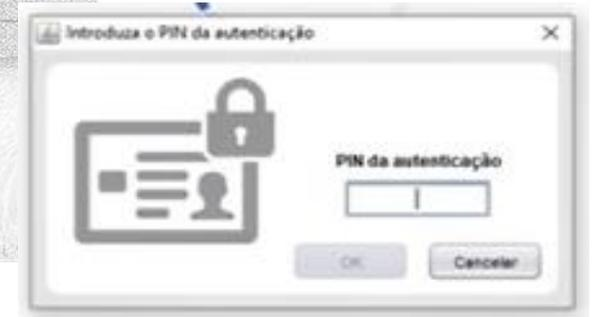 Introduza o PIN da autenticação
PIN da autenticação
OK Cancelar